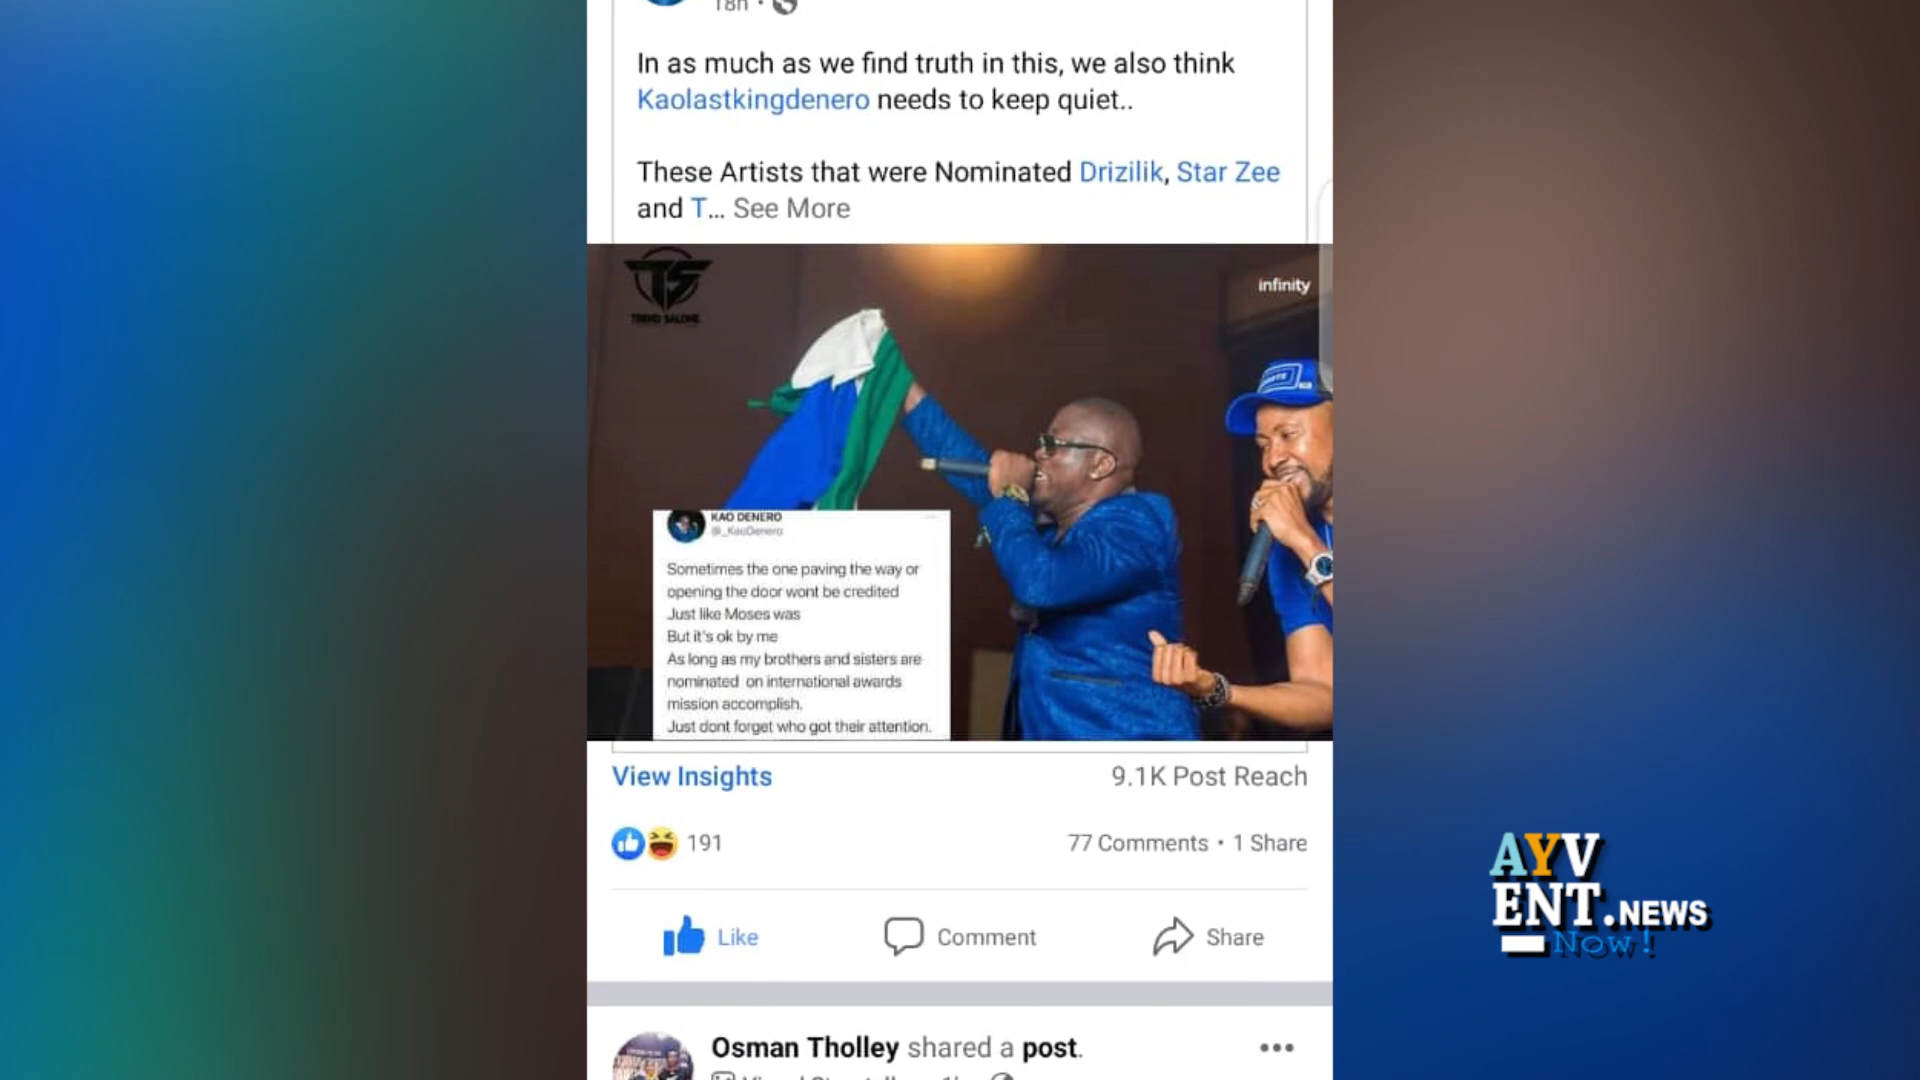 18h
In as much as we find truth in this, we also think
Kaolastkingdenero needs to keep quiet..
These Artists that were Nominated Drizilik, Star Zee
and T... See More
TS
TREND SALONE
infinity
KAO DENERO
@_KaoDenero
Sometimes the one paving the way or
opening the door wont be credited
Just like Moses was
But it's ok by me
As long as my brothers and sisters are
nominated on international awards
mission accomplish.
Just dont forget who got their attention.
View Insights
9.1K Post Reach
191
77 Comments • 1 Share
Like
Comment
Share
AYV
ENT.NEWS
Now!
Osman Tholley shared a post.